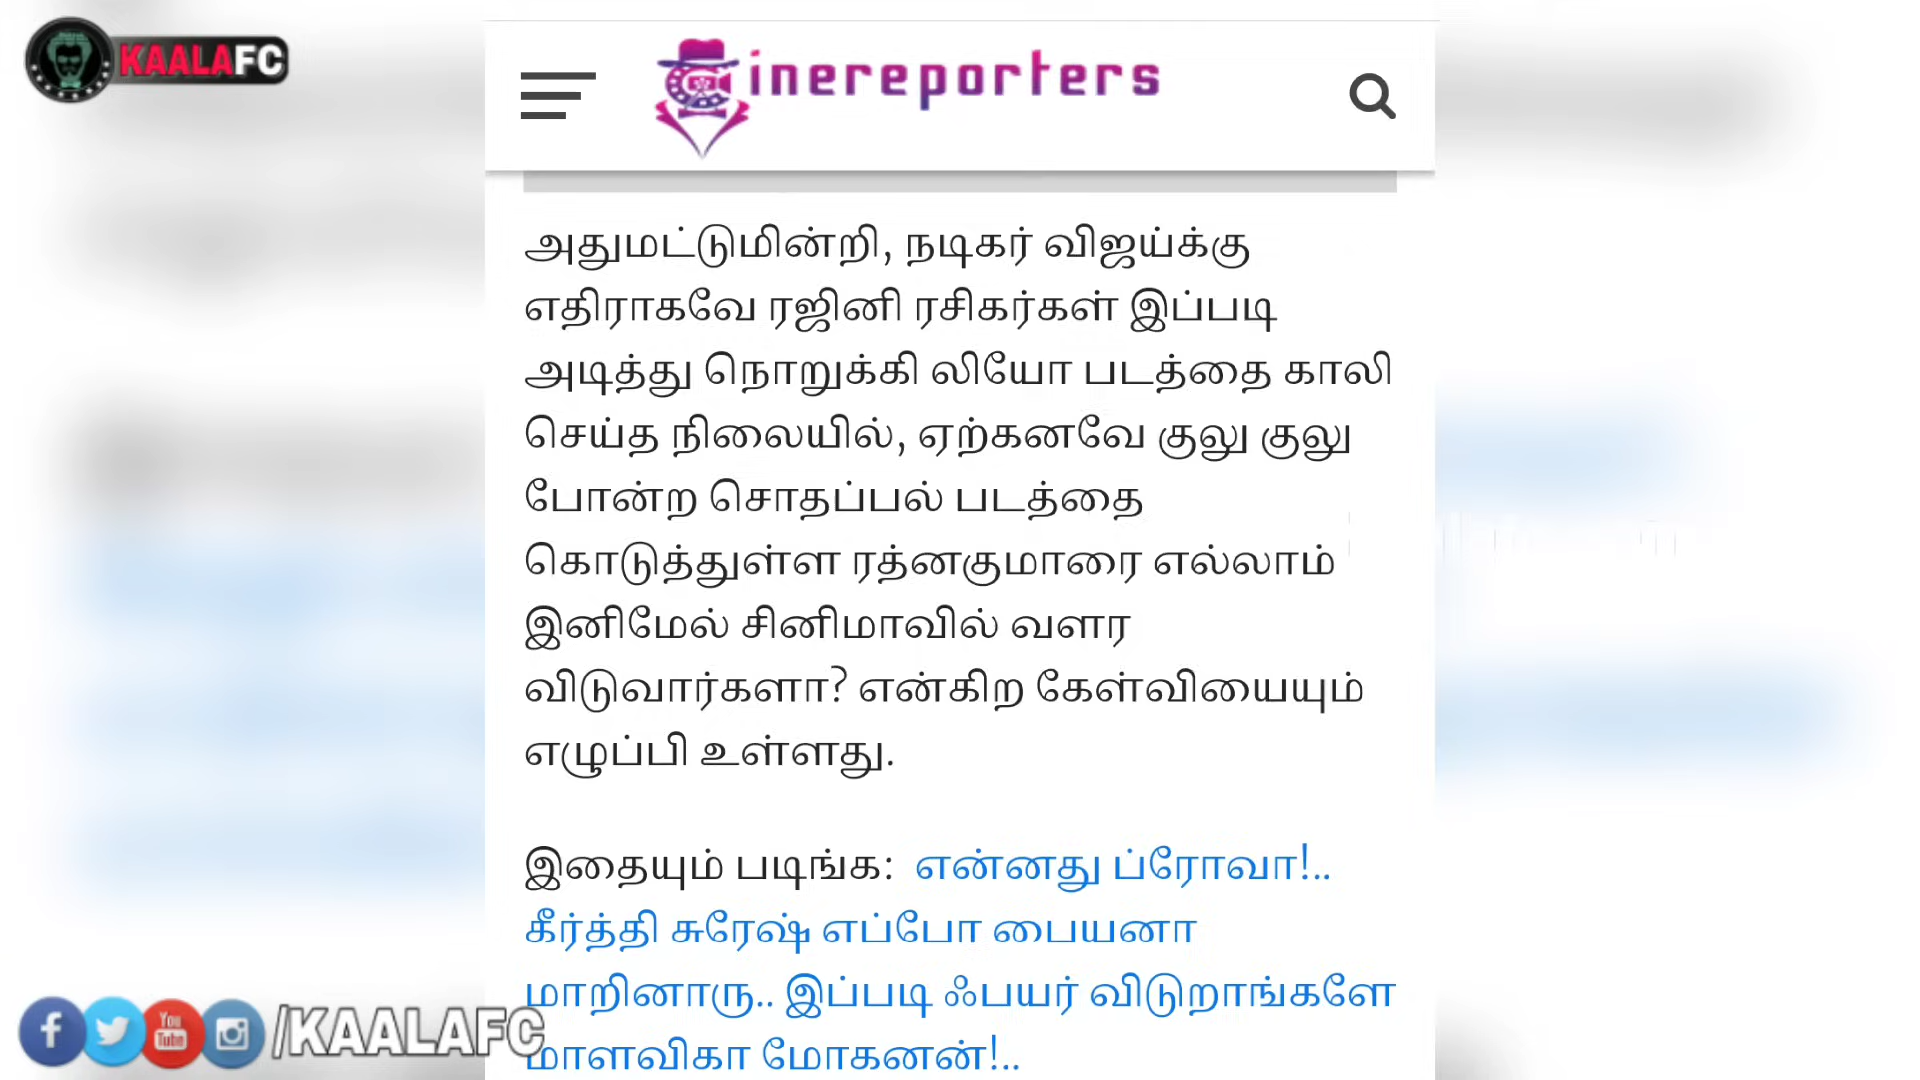 KAALAFC
inereporters
அதுமட்டுமின்றி, நடிகர் விஜய்க்கு
எதிராகவே ரஜினி ரசிகர்கள் இப்படி
அடித்து நொறுக்கி லியோ படத்தை காலி
செய்த நிலையில், ஏற்கனவே குலு குலு
போன்ற சொதப்பல் படத்தை
கொடுத்துள்ள ரத்னகுமாரை எல்லாம்
இனிமேல் சினிமாவில் வளர
விடுவார்களா? என்கிற கேள்வியையும்
எழுப்பி உள்ளது.
இதையும் படிங்க: என்னது ப்ரோவா!..
கீர்த்தி சுரேஷ் எப்போ பையனா
மாறினாரு.. இப்படி ஃபயர் விடுறாங்களே
மாளவிகா மோகனன்!..
You Tube /KAALAFC